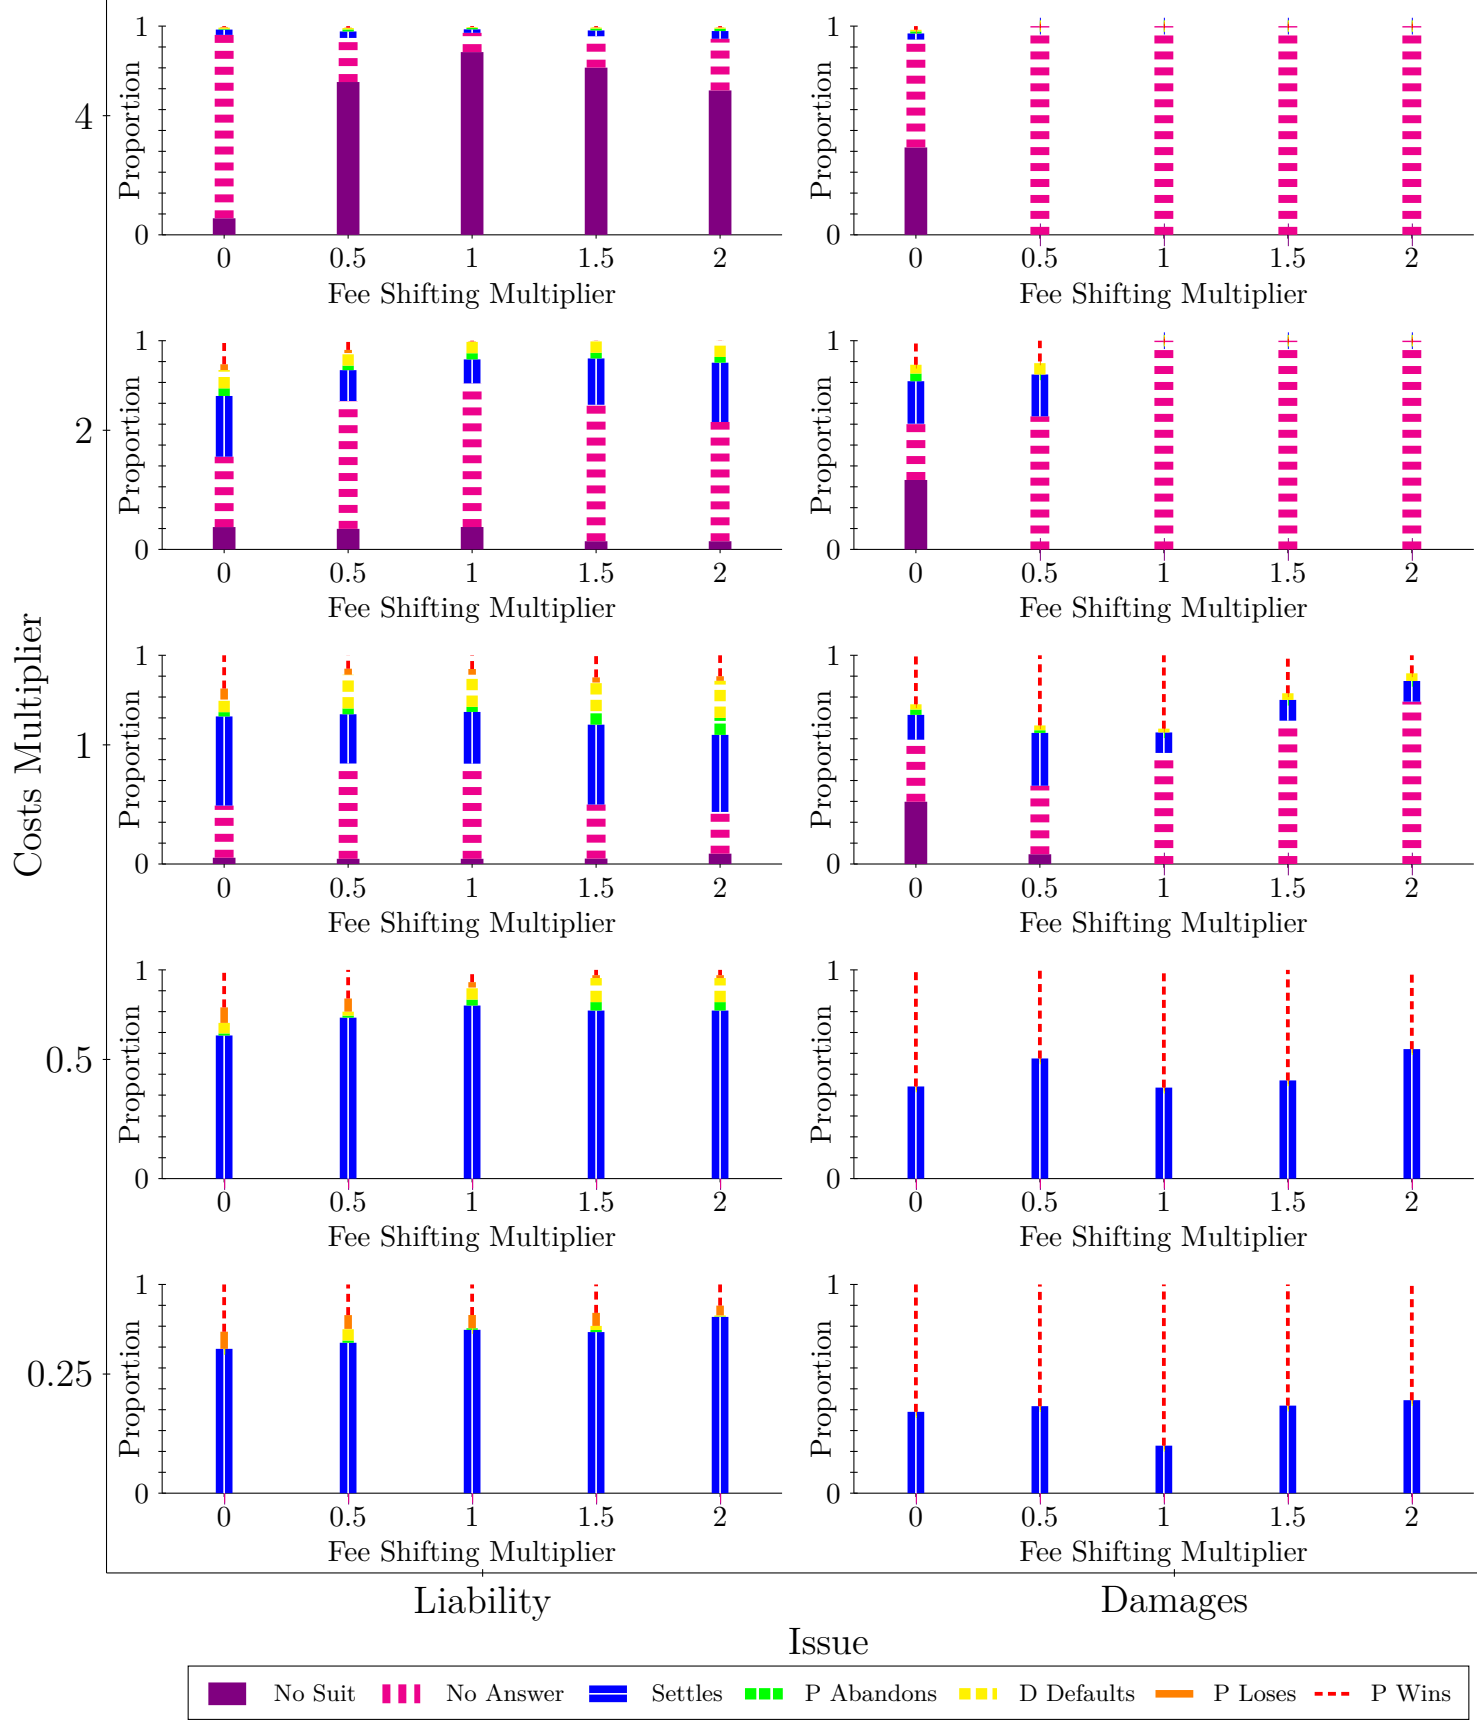 1
Proportion
0
0 0.5 1 1.5 2
Fee Shifting Multiplier
1
Proportion
0
0 0.5 1 1.5 2
Fee Shifting Multiplier
4
1
Proportion
0
0 0.5 1 1.5 2
Fee Shifting Multiplier
1
Proportion
0
0 0.5 1 1.5 2
Fee Shifting Multiplier
2
1
Proportion
0
0 0.5 1 1.5 2
Fee Shifting Multiplier
1
Proportion
0
0 0.5 1 1.5 2
Fee Shifting Multiplier
1
Costs Multiplier
1
Proportion
0
0 0.5 1 1.5 2
Fee Shifting Multiplier
1
Proportion
0
0 0.5 1 1.5 2
Fee Shifting Multiplier
0.5
1
Proportion
0
0 0.5 1 1.5 2
Fee Shifting Multiplier
1
Proportion
0
0 0.5 1 1.5 2
Fee Shifting Multiplier
0.25
Liability Damages
Issue
No Suit No Answer Settles P Abandons D Defaults P Loses P Wins